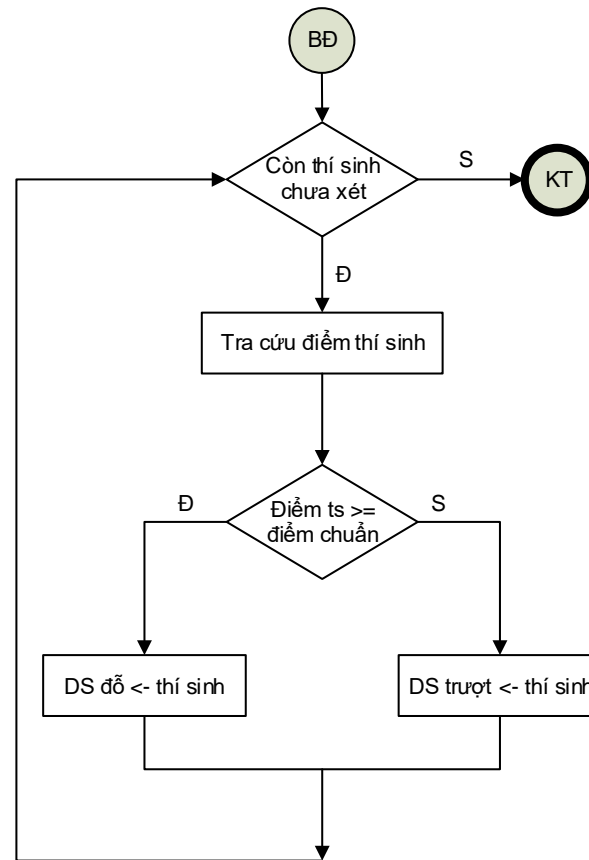 BĐ
Còn thí sinh
chưa xét
S
KT
Đ
Tra cứu điểm thí sinh
Điểm ts >=
điểm chuẩn
Đ
S
DS đỗ <- thí sinh
DS trượt <- thí sinh